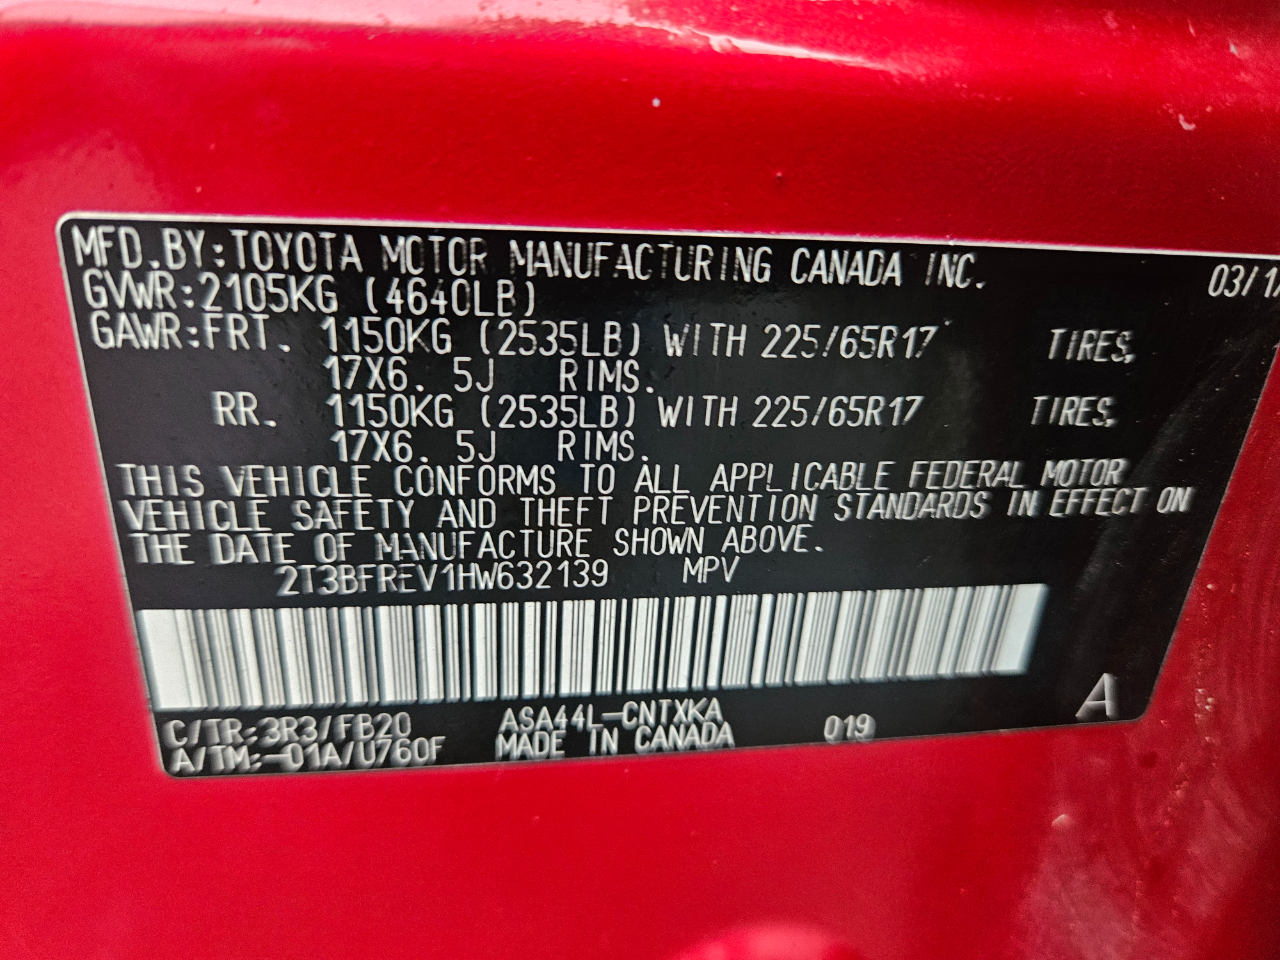 MFD.BY:TOYOTA MOTOR MANUFACTURING CANADA INC. 03/17
GVWR:2105KG (4640LB)
GAWR:FRT. 1150KG (2535LB) WITH 225/65R17 TIRES,
17X6. 5J RIMS.
RR. 1150KG (2535LB) WITH 225/65R17 TIRES,
17X6. 5J RIMS.
THIS VEHICLE CONFORMS TO ALL APPLICABLE FEDERAL MOTOR
VEHICLE SAFETY AND THEFT PREVENTION STANDARDS IN EFFECT ON
THE DATE OF MANUFACTURE SHOWN ABOVE.
2T3BFREV1HW632139 MPV
A
C/TR:3R3/FB20 ASA44L-CNTXKA 019
A/TM:-01A/U760F MADE IN CANADA